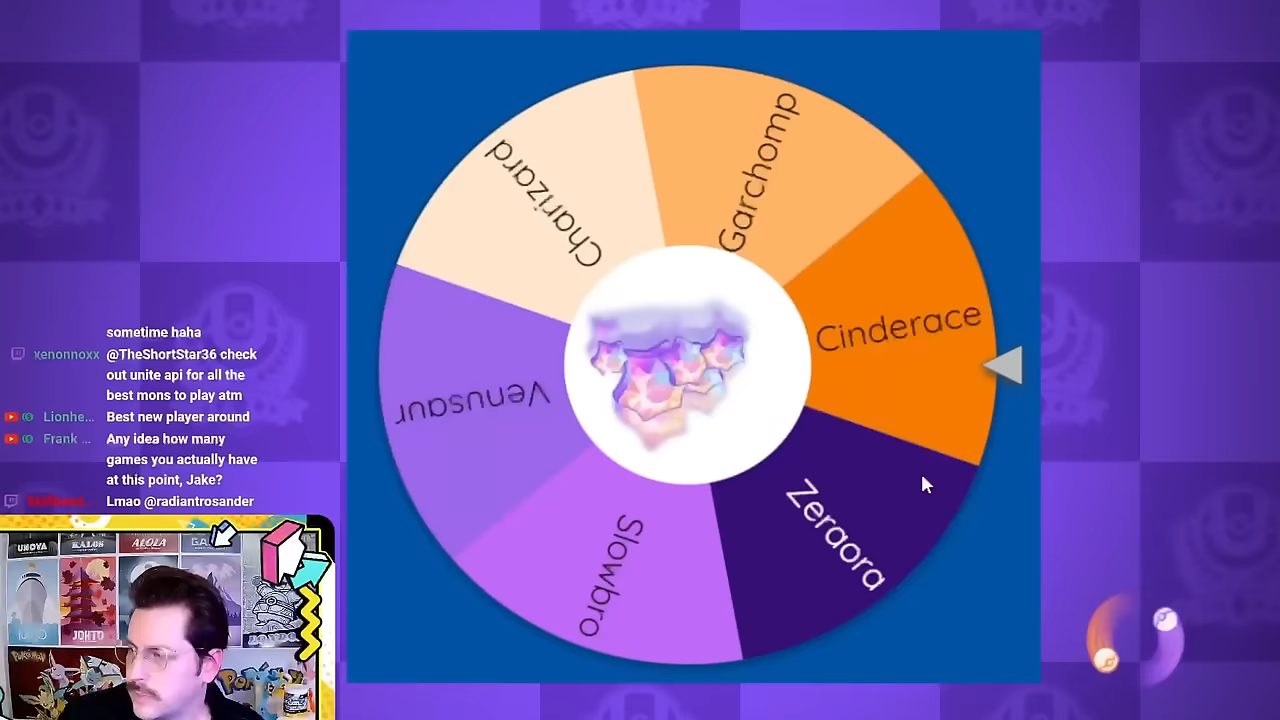 Garchomp
Charizard
Cinderace
Venusaur
Zeraora
Slowbro
sometime haha
xenonnoxx @TheShortStar36 check
out unite api for all the
best mons to play atm
Lionhe... Best new player around
Frank ... Any idea how many
games you actually have
at this point, Jake?
Lmao @radiantrosander
UNOVA KALOS ALOLA
JOHTO